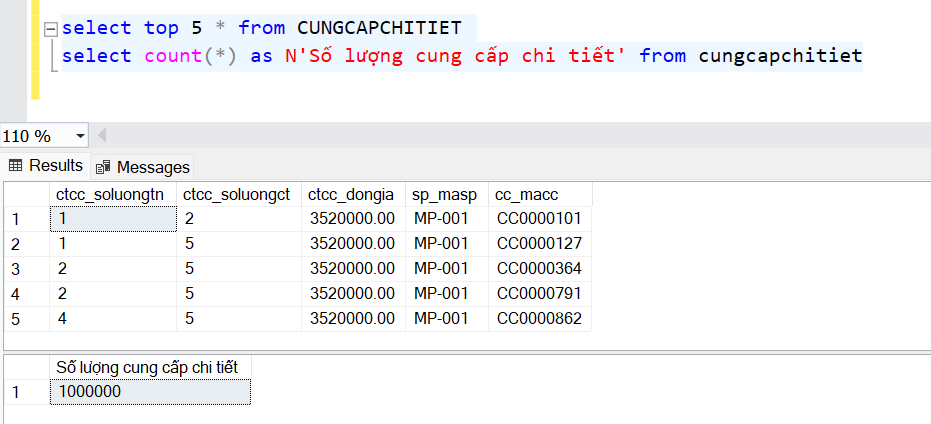 select top 5 * from CUNGCAPCHITIET
select count(*) as N'Số lượng cung cấp chi tiết' from cungcapchitiet
110 %
Results Messages
ctcc_soluongtn ctcc_soluongct ctcc_dongia sp_masp cc_macc
1 1 2 3520000.00 MP-001 CC0000101
2 1 5 3520000.00 MP-001 CC0000127
3 2 5 3520000.00 MP-001 CC0000364
4 2 5 3520000.00 MP-001 CC0000791
5 4 5 3520000.00 MP-001 CC0000862
Số lượng cung cấp chi tiết
1 1000000